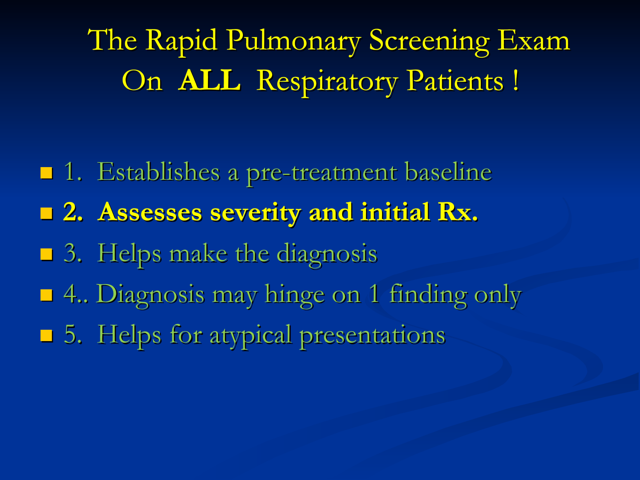 The Rapid Pulmonary Screening Exam
On ALL Respiratory Patients !
1. Establishes a pre-treatment baseline
2. Assesses severity and initial Rx.
3. Helps make the diagnosis
4.. Diagnosis may hinge on 1 finding only
5. Helps for atypical presentations